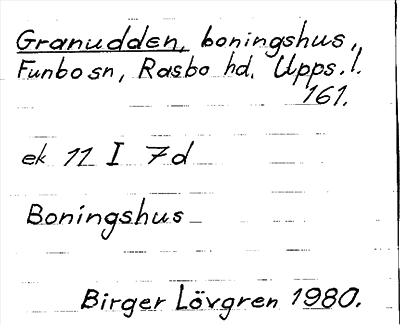 Granudden, boningshus,
Funbo sn, Rasbo hd. Upps. l.
161.
ek 11 I 7d
Boningshus
Birger Lövgren 1980.